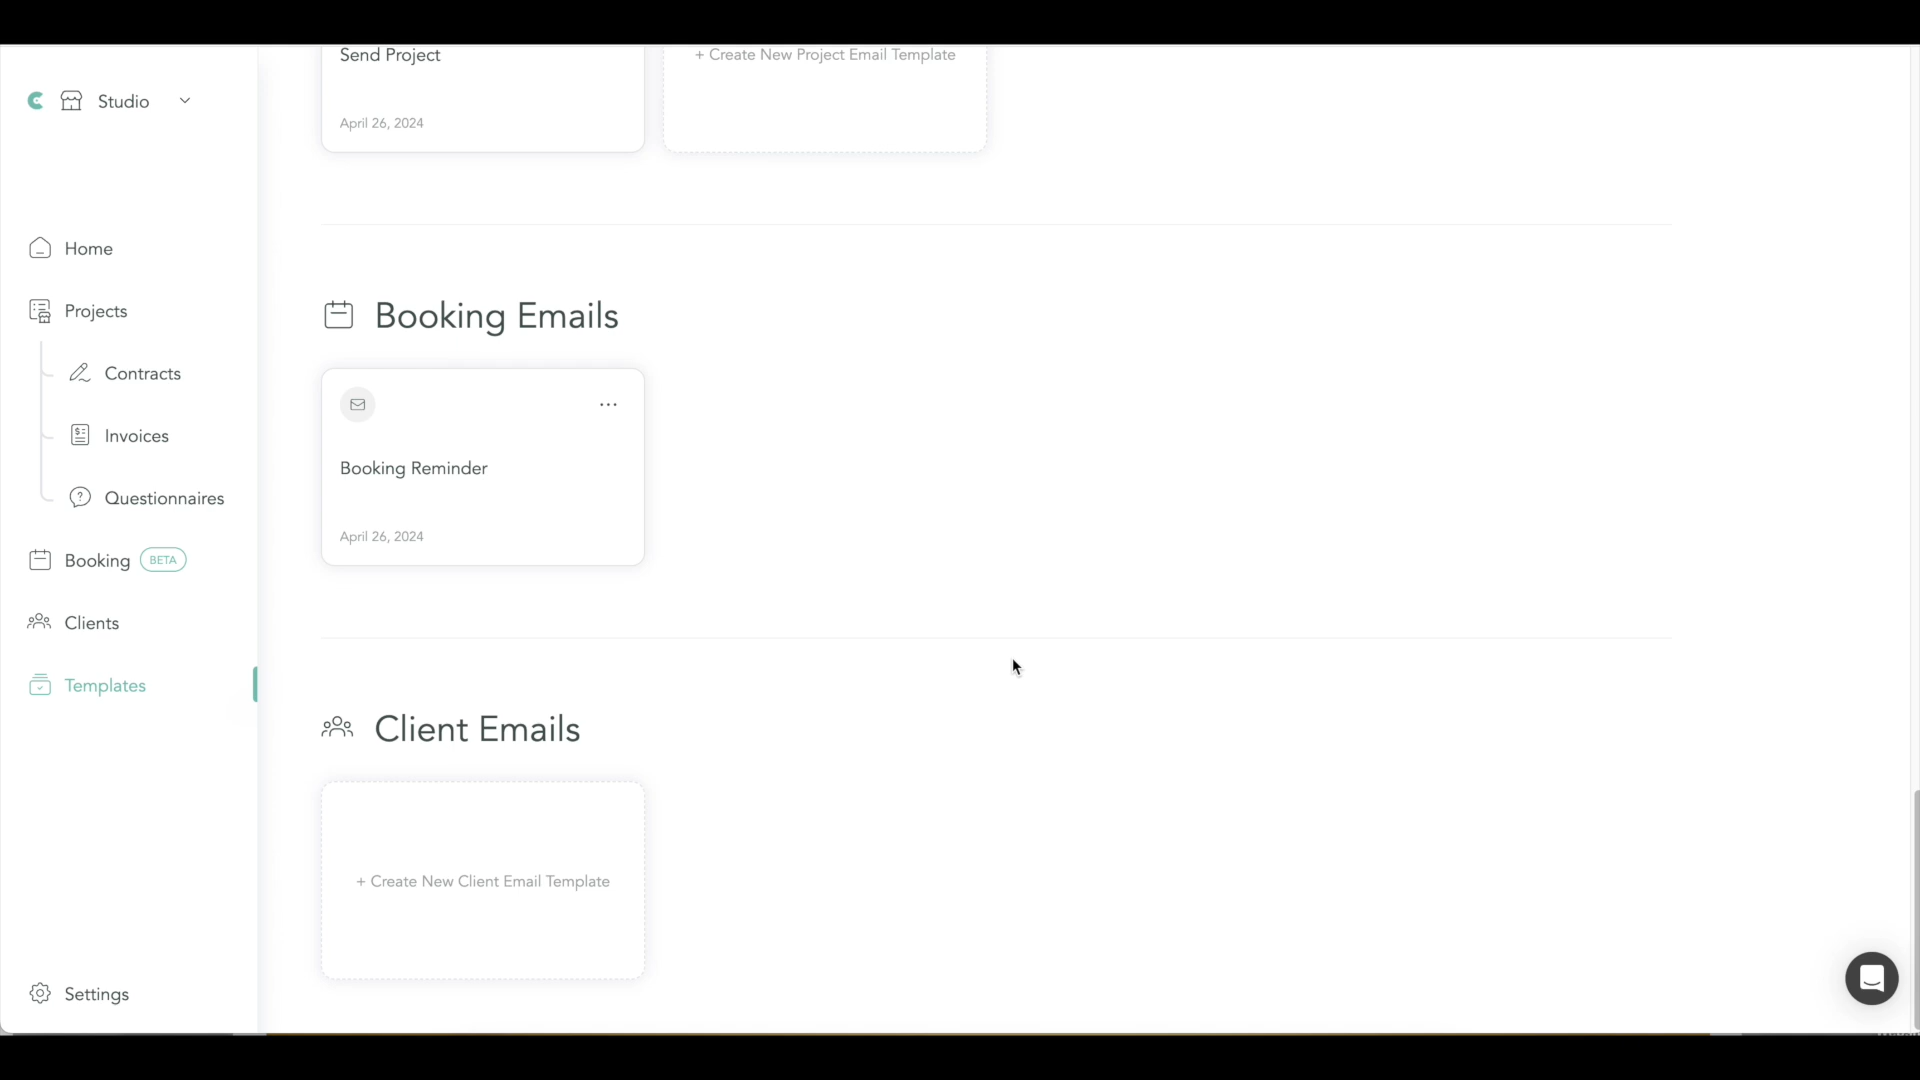 Send Project
+ Create New Project Email Template
Studio
April 26, 2024
Home
Projects
Contracts
Invoices
Questionnaires
Booking BETA
Clients
Templates
Settings
Booking Emails
Booking Reminder
April 26, 2024
Client Emails
+ Create New Client Email Template